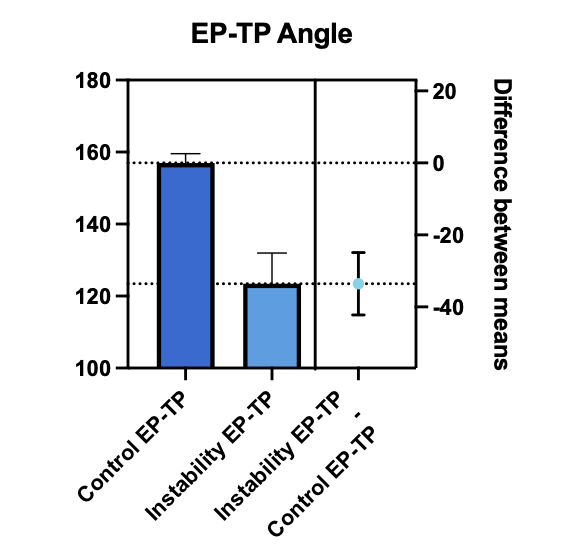 EP-TP Angle
180
160
140
120
100
20
0
-20
-40
Difference between means
Control EP-TP
Instability EP-TP
Instability EP-TP
-
Control EP-TP